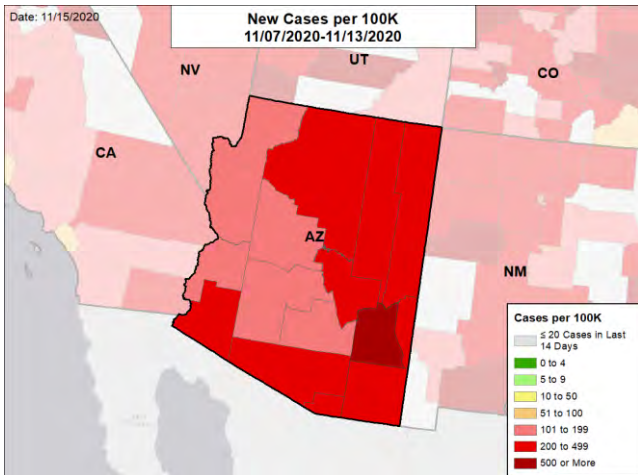 Date: 11/15/2020
New Cases per 100K
11/07/2020-11/13/2020
NV
UT
CO
CA
AZ
NM
Cases per 100K
≤ 20 Cases in Last
14 Days
0 to 4
5 to 9
10 to 50
51 to 100
101 to 199
200 to 499
500 or More